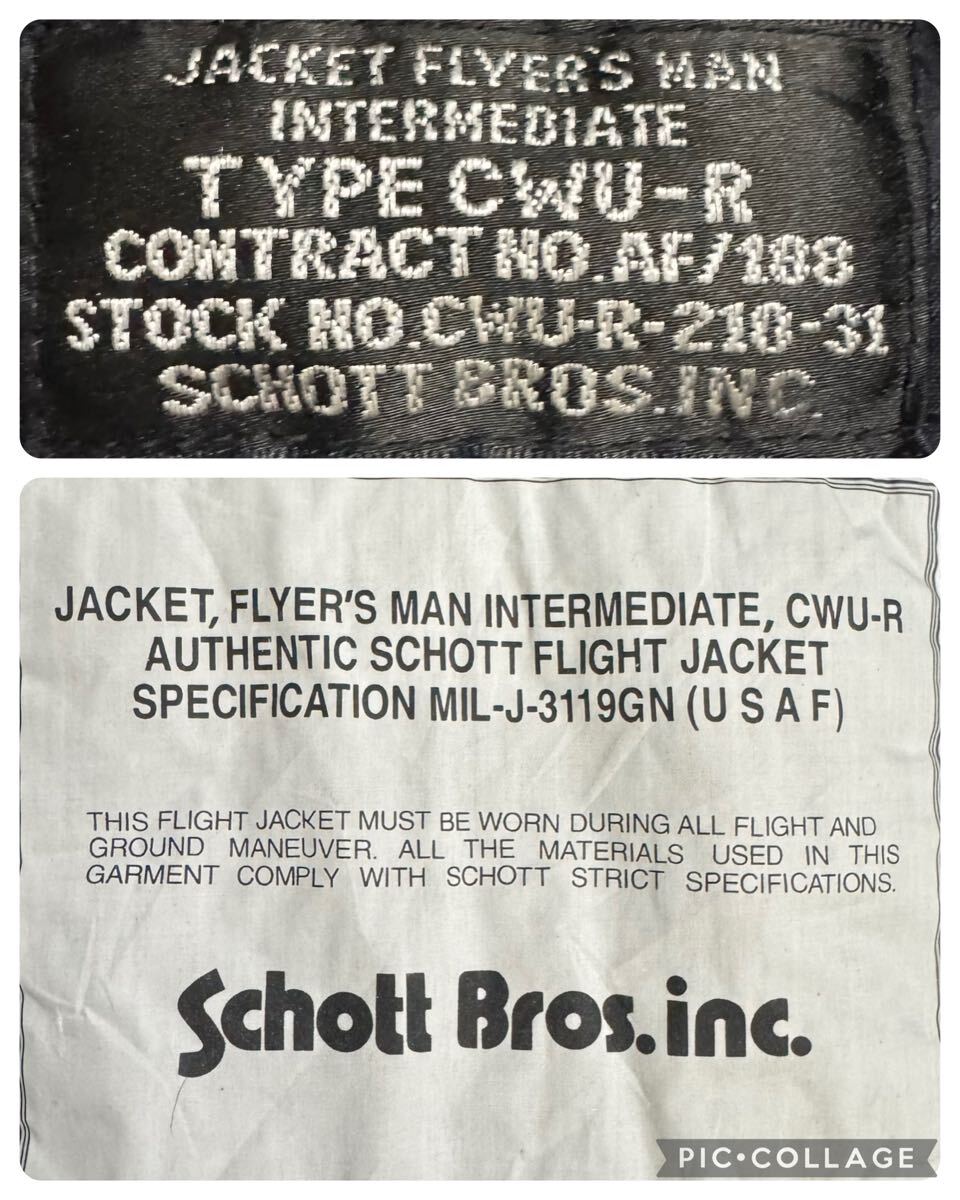 JACKET FLYER'S MAN
INTERMEDIATE
TYPE CWU-R
CONTRACT NO.AF/188
STOCK NO.CWU-R-218-31
SCHOTT BROS.INC.
JACKET, FLYER'S MAN INTERMEDIATE, CWU-R
AUTHENTIC SCHOTT FLIGHT JACKET
SPECIFICATION MIL-J-3119GN (U S A F)
THIS FLIGHT JACKET MUST BE WORN DURING ALL FLIGHT AND
GROUND MANEUVER. ALL THE MATERIALS USED IN THIS
GARMENT COMPLY WITH SCHOTT STRICT SPECIFICATIONS.
Schott Bros.inc.
PIC•COLLAGE